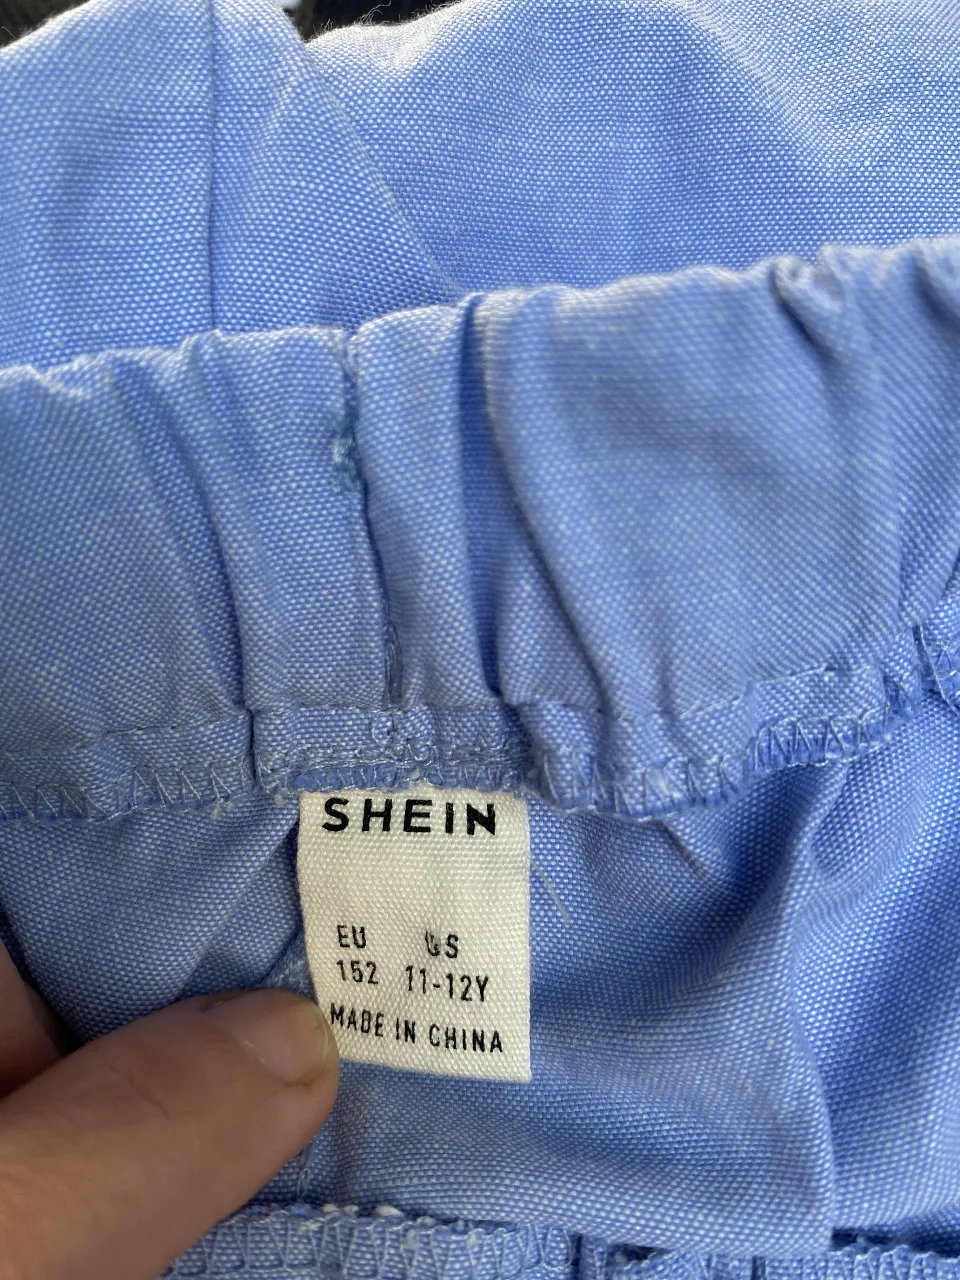 SHEIN
EU US
152 11-12Y
MADE IN CHINA